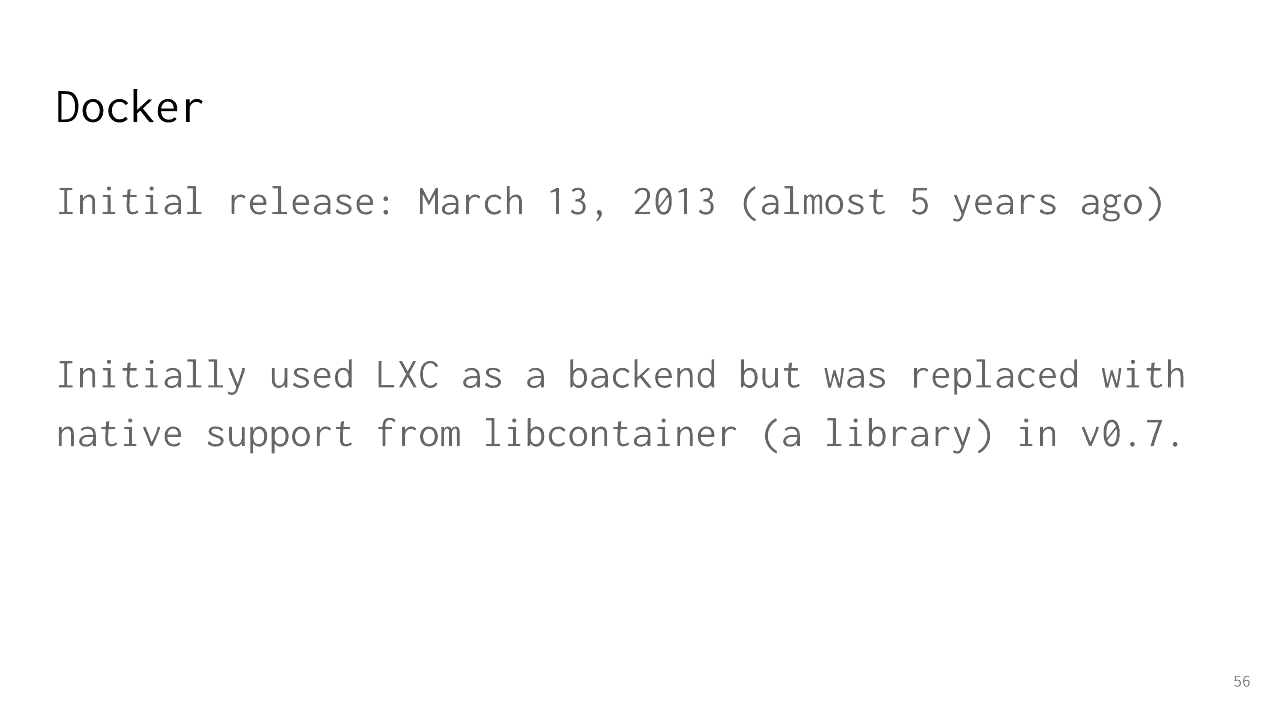 Docker
Initial release: March 13, 2013 (almost 5 years ago)
Initially used LXC as a backend but was replaced with
native support from libcontainer (a library) in v0.7.
56